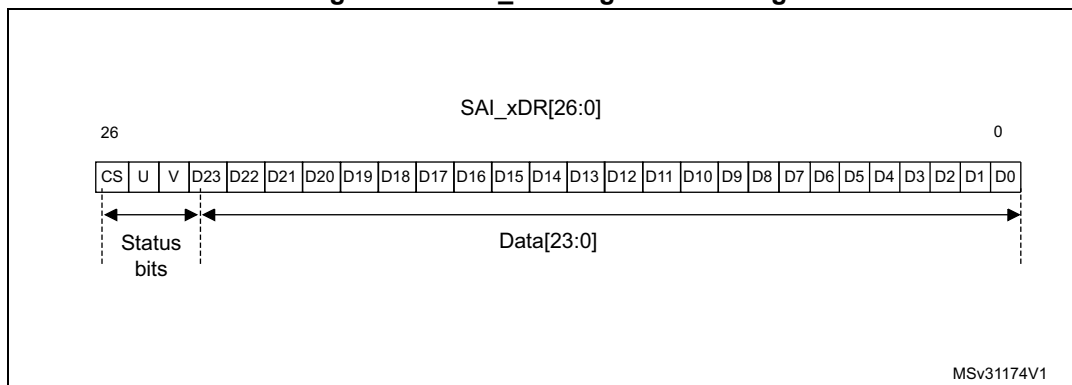 SAI_xDR[26:0]
26 0
CS U V D23 D22 D21 D20 D19 D18 D17 D16 D15 D14 D13 D12 D11 D10 D9 D8 D7 D6 D5 D4 D3 D2 D1 D0
Status
bits
Data[23:0]
MSv31174V1